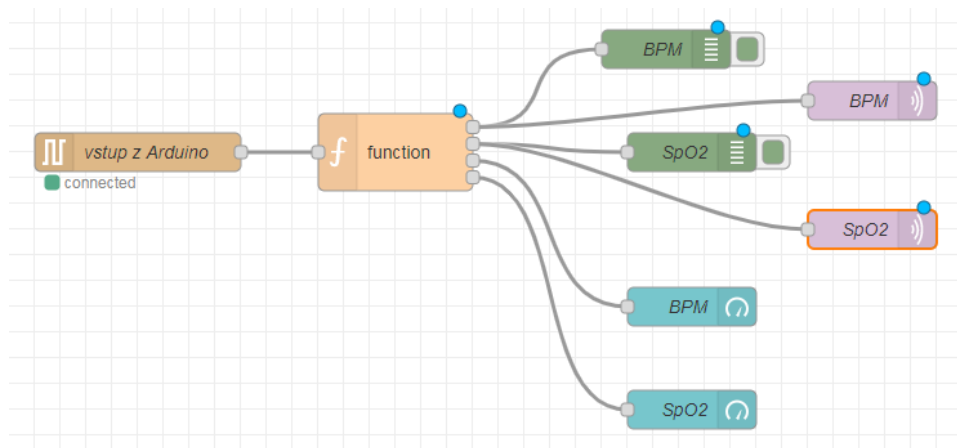 BPM
BPM
vstup z Arduino
function
SpO2
connected
SpO2
BPM
SpO2